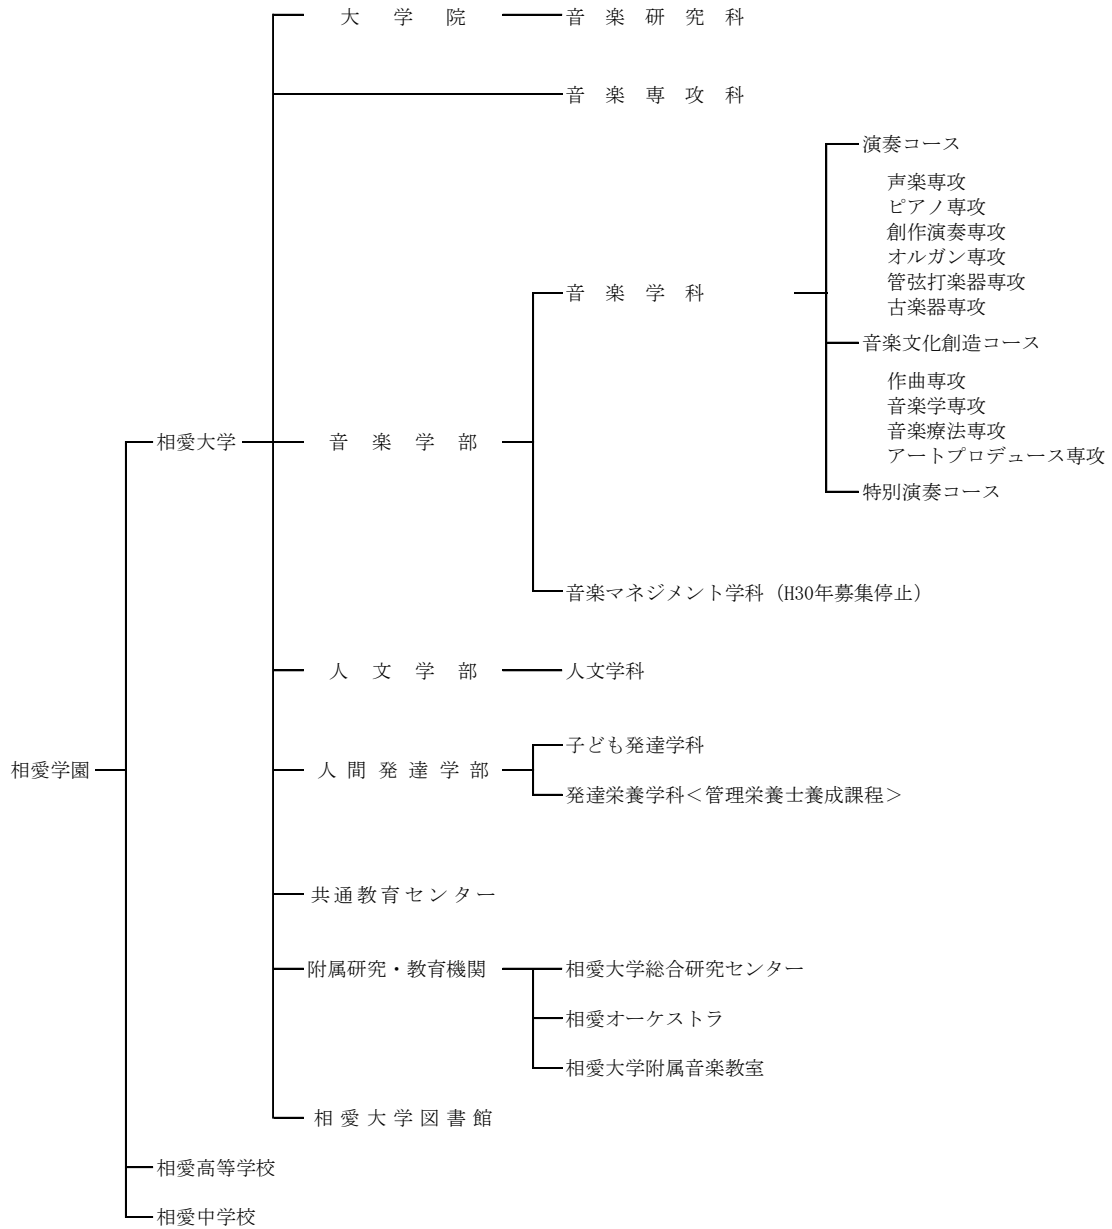 大学院 音楽研究科
音楽専攻科
演奏コース
声楽専攻
ピアノ専攻
創作演奏専攻
オルガン専攻
管弦打楽器専攻
音楽学科
古楽器専攻
音楽文化創造コース
作曲専攻
音楽学専攻
音楽療法専攻
相愛大学 音楽学部
アートプロデュース専攻
特別演奏コース
音楽マネジメント学科（H30年募集停止）
人文学部 人文学科
子ども発達学科
相愛学園 人間発達学部
発達栄養学科＜管理栄養士養成課程＞
共通教育センター
附属研究・教育機関 相愛大学総合研究センター
相愛オーケストラ
相愛大学附属音楽教室
相愛大学図書館
相愛高等学校
相愛中学校